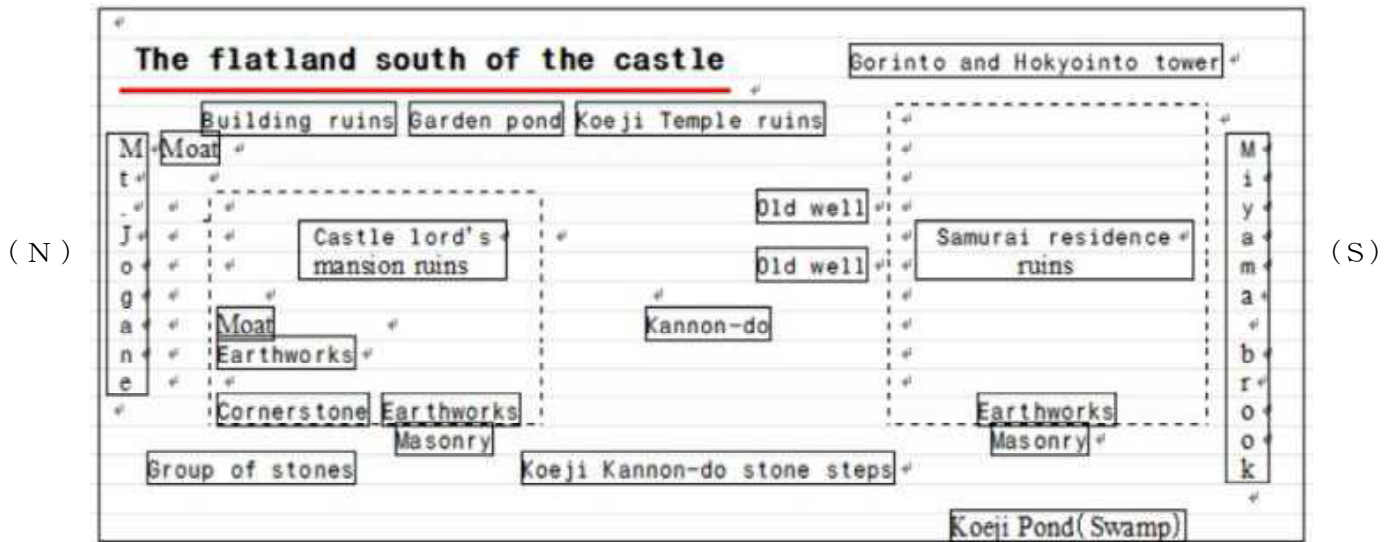 The flatland south of the castle
Gorinto and Hokyointo tower
Building ruins
Garden pond
Koeji Temple ruins
Mt.Jogane
Moat
Old well
(N)
Castle lord's
mansion ruins
Old well
Samurai residence
ruins
Miyama brook
(S)
Moat
Kannon-do
Earthworks
Cornerstone
Earthworks
Masonry
Earthworks
Masonry
Group of stones
Koeji Kannon-do stone steps
Koeji Pond(Swamp)